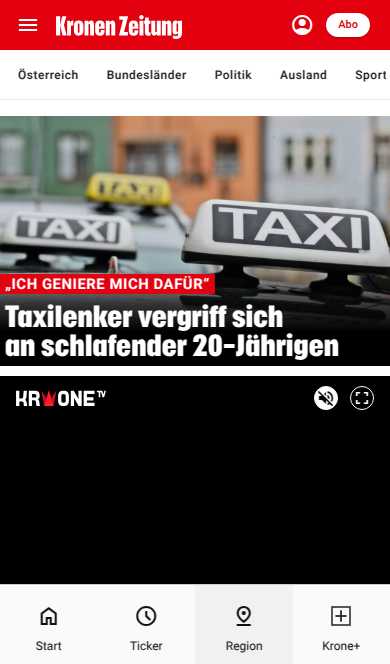 Kronen Zeitung
Abo
Österreich Bundesländer Politik Ausland Sport
TAXI
TAXI
TAXI
„ICH GENIERE MICH DAFÜR“
Taxilenker vergriff sich
an schlafender 20-Jährigen
KRONE TV
Start Ticker Region Krone+